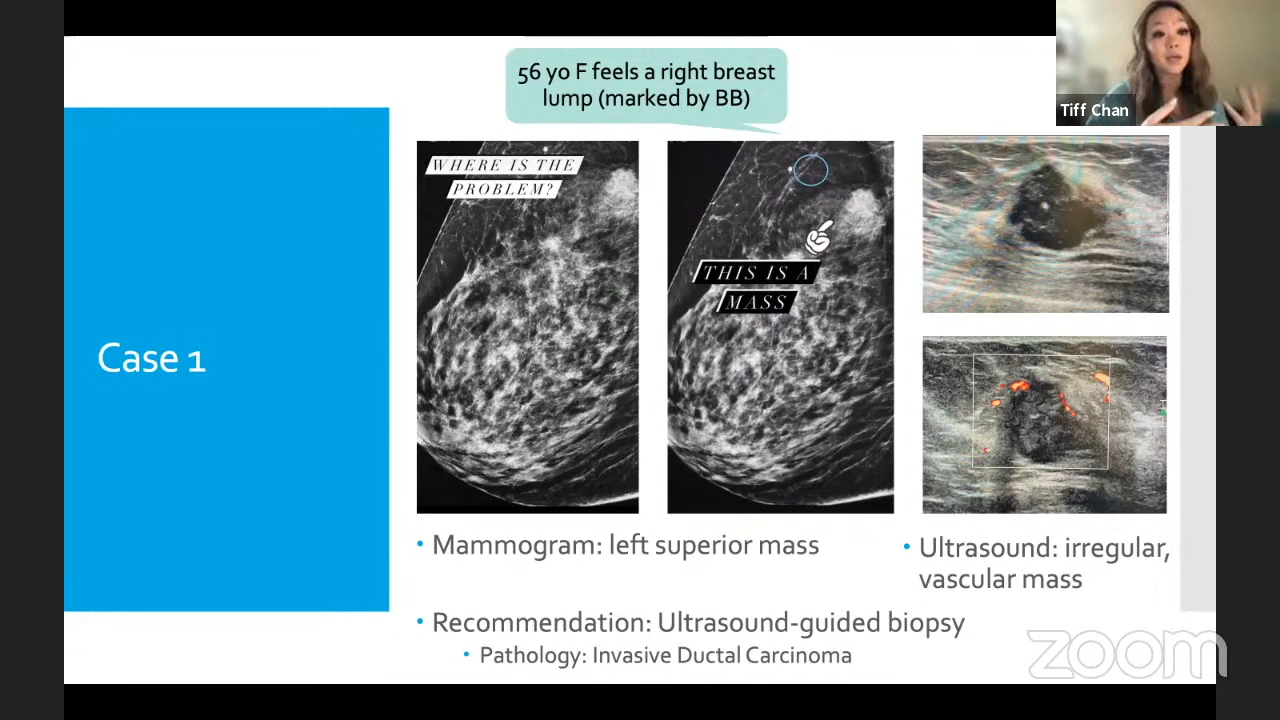 56 yo F feels a right breast
lump (marked by BB)
Tiff Chan
Case 1
WHERE IS THE
PROBLEM?
THIS IS A
MASS
• Mammogram: left superior mass
• Ultrasound: irregular,
vascular mass
• Recommendation: Ultrasound-guided biopsy
• Pathology: Invasive Ductal Carcinoma
zoom